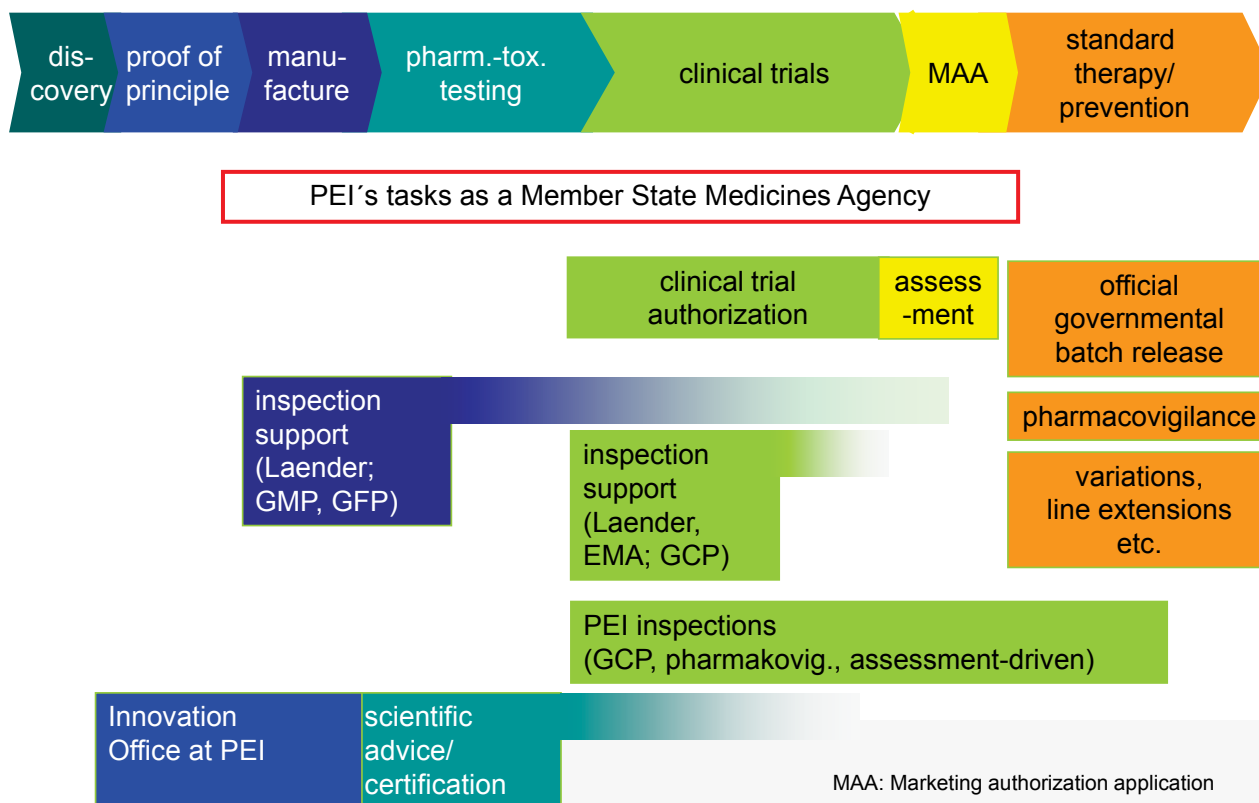 dis-
covery
proof of
principle
manu-
facture
pharm.-tox.
testing
clinical trials
MAA
standard
therapy/
prevention
PEI´s tasks as a Member State Medicines Agency
clinical trial
authorization
assess
-ment
official
governmental
batch release
inspection
support
(Laender;
GMP, GFP)
pharmacovigilance
inspection
support
(Laender,
EMA; GCP)
variations,
line extensions
etc.
PEI inspections
(GCP, pharmakovig., assessment-driven)
Innovation
Office at PEI
scientific
advice/
certification
MAA: Marketing authorization application